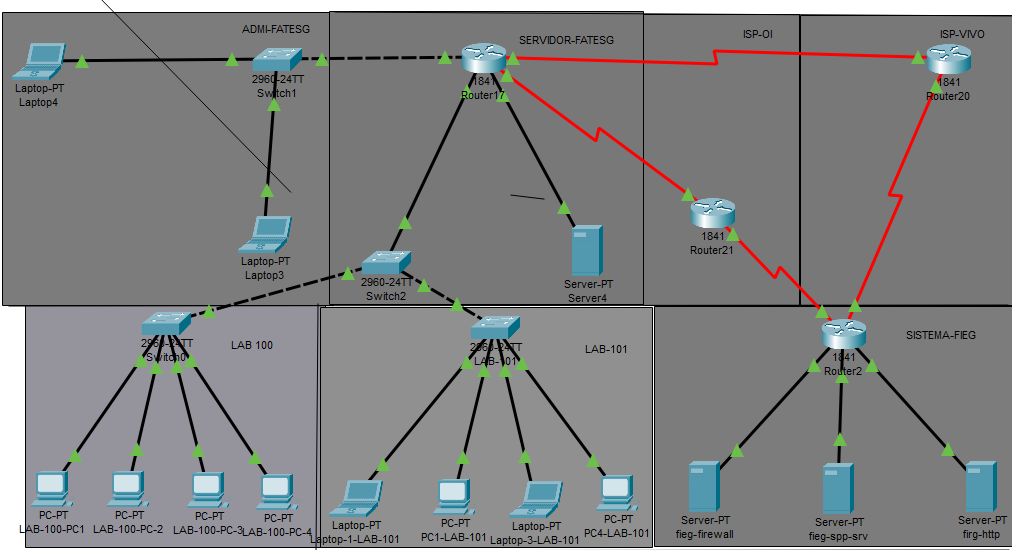 ADMI-FATESG
SERVIDOR-FATESG
ISP-OI
ISP-VIVO
Laptop-PT
Laptop4
2960-24TT
Switch1
1841
Router17
1841
Router20
Laptop-PT
Laptop3
2960-24TT
Switch2
Server-PT
Server4
1841
Router21
2960-24TT
Switch0
LAB 100
2960-24TT
LAB-101
LAB-101
1841
Router2
SISTEMA-FIEG
PC-PT
LAB-100-PC1
PC-PT
LAB-100-PC-2
PC-PT
LAB-100-PC-3
PC-PT
LAB-100-PC-4
Laptop-PT
Laptop-1-LAB-101
PC-PT
PC1-LAB-101
Laptop-PT
Laptop-3-LAB-101
PC-PT
PC4-LAB-101
Server-PT
fieg-firewall
Server-PT
fieg-spp-srv
Server-PT
firg-http